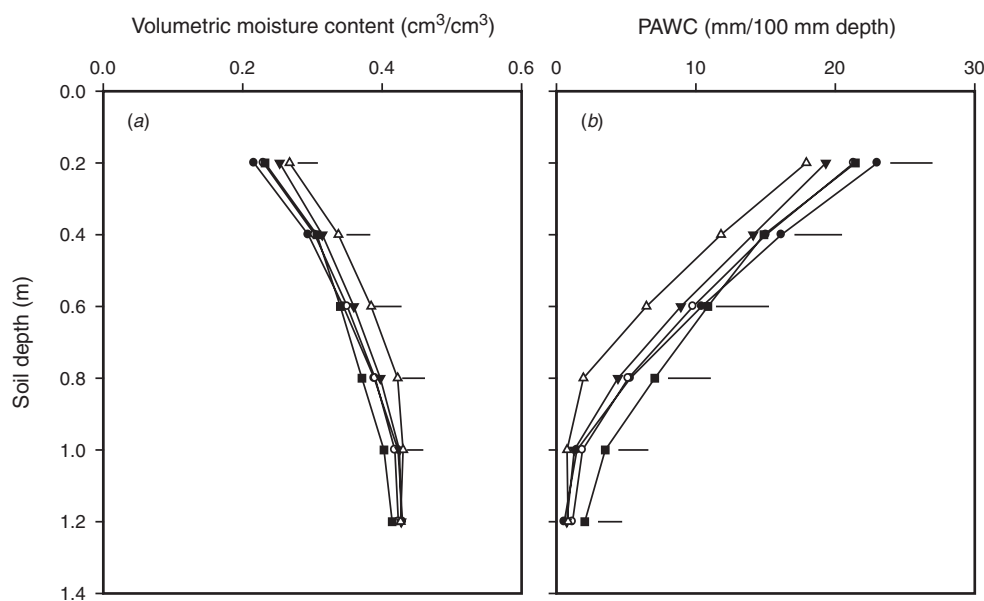 Volumetric moisture content (cm³/cm³)
PAWC (mm/100 mm depth)
0.0 0.2 0.4 0.6
0 10 20 30
0.0
(a)
(b)
0.2
0.4
0.6
0.8
1.0
1.2
1.4
Soil depth (m)